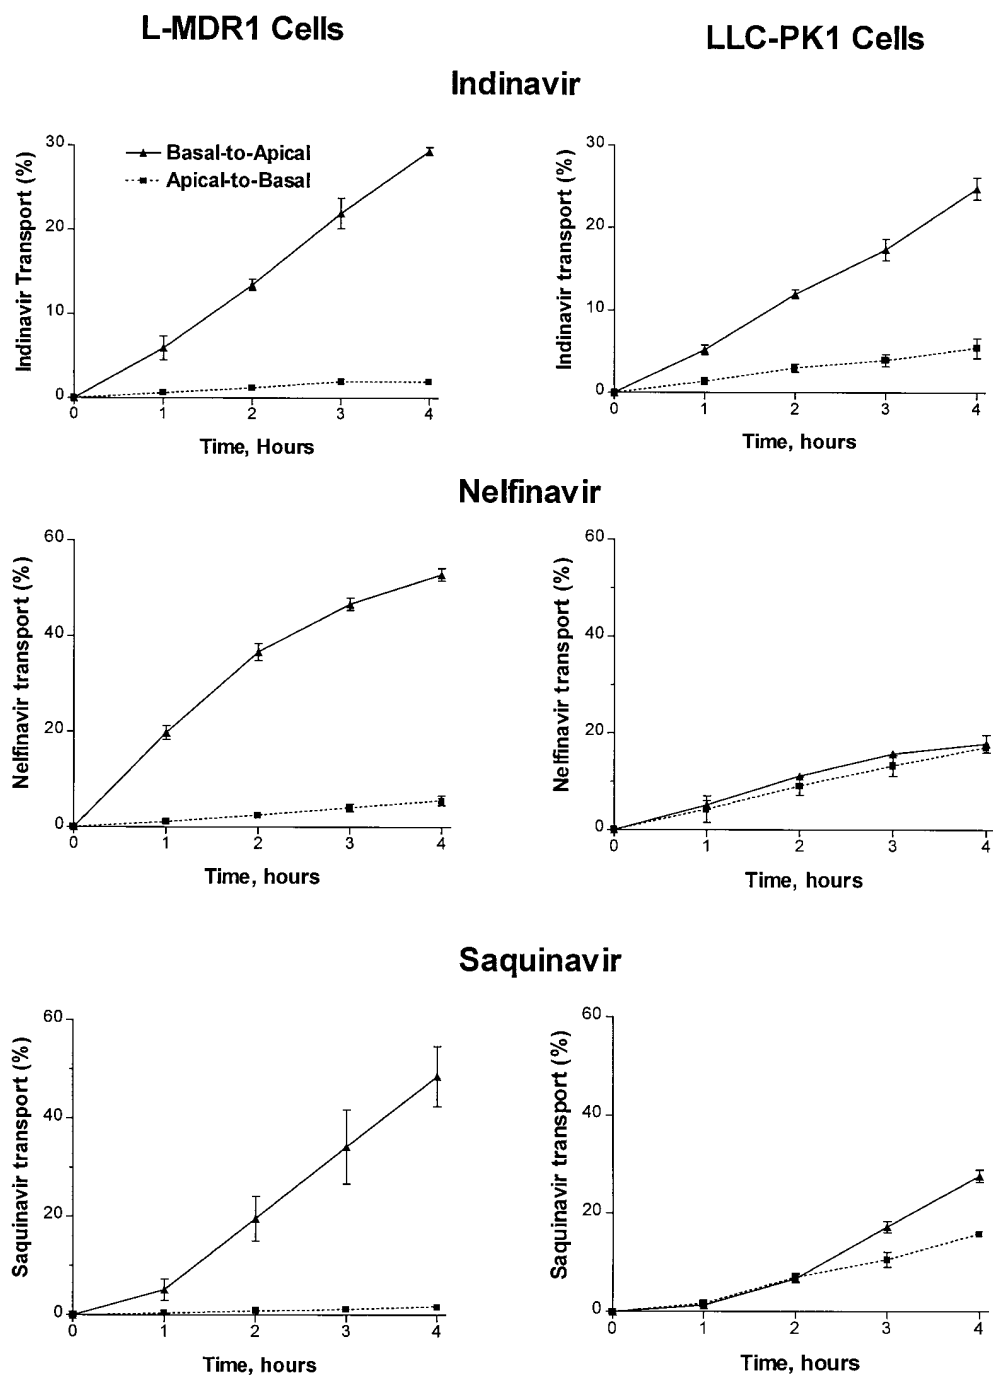 L-MDR1 Cells
LLC-PK1 Cells
Indinavir
Indinavir Transport (%)
30
20
10
0
Basal-to-Apical
Apical-to-Basal
0 1 2 3 4
Time, Hours
Indinavir transport (%)
30
20
10
0
0 1 2 3 4
Time, hours
Nelfinavir
Nelfinavir transport (%)
60
40
20
0
0 1 2 3 4
Time, hours
Nelfinavir transport (%)
60
40
20
0
0 1 2 3 4
Time, hours
Saquinavir
Saquinavir transport (%)
60
40
20
0
0 1 2 3 4
Time, hours
Saquinavir transport (%)
60
40
20
0
0 1 2 3 4
Time, hours